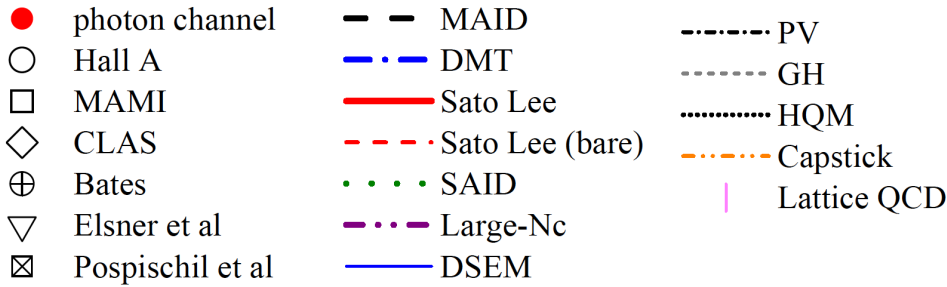 photon channel
Hall A
MAMI
CLAS
Bates
Elsner et al
Pospischil et al
MAID
DMT
Sato Lee
Sato Lee (bare)
SAID
Large-Nc
DSEM
PV
GH
HQM
Capstick
Lattice QCD